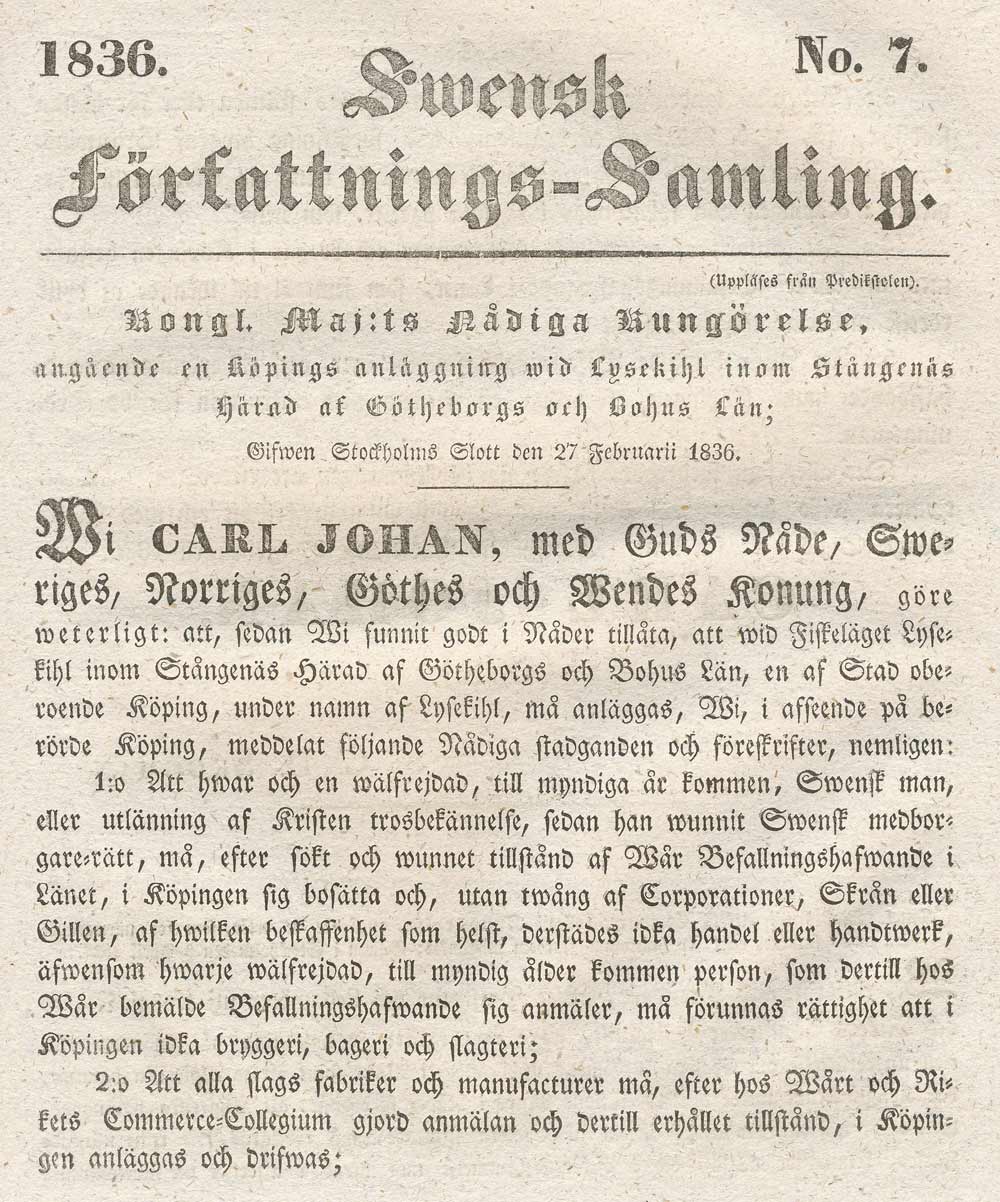 1836.
No. 7.
Swensk
Författnings-Samling.
(Uppläses från Predikstolen).
Kongl. Maj:ts Nådiga Kungörelse,
angående en Köpings anläggning wid Lysekihl inom Stångenäs
Härad af Götheborgs och Bohus Län;
Gifwen Stockholms Slott den 27 Februarii 1836.
Wi CARL JOHAN, med Guds Nåde, Swe-
riges, Norriges, Göthes och Wendes Konung, göre
weterligt: att, sedan Wi funnit godt i Nåder tillåta, att wid Fiskeläget Lyse-
kihl inom Stångenäs Härad af Götheborgs och Bohus Län, en af Stad obe-
roende Köping, under namn af Lysekihl, må anläggas, Wi, i afseende på be-
rörde Köping, meddelat följande Nådiga stadganden och föreskrifter, nemligen:
1:o Att hwar och en wälfrejdad, till myndiga år kommen, Swensk man,
eller utlänning af Kristen trosbekännelse, sedan han wunnit Swensk medbor-
gare-rätt, må, efter sökt och wunnet tillstånd af Wår Befallningshafwande i
Länet, i Köpingen sig bosätta och, utan twång af Corporationer, Skrån eller
Gillen, af hwilken beskaffenhet som helst, derstädes idka handel eller handtwerk,
äfwensom hwarje wälfrejdad, till myndig ålder kommen person, som dertill hos
Wår bemälde Befallningshafwande sig anmäler, må förunnas rättighet att i
Köpingen idka bryggeri, bageri och slagteri;
2:o Att alla slags fabriker och manufacturer må, efter hos Wårt och Ri-
kets Commerce-Collegium gjord anmälan och dertill erhållet tillstånd, i Köpin-
gen anläggas och drifwas;